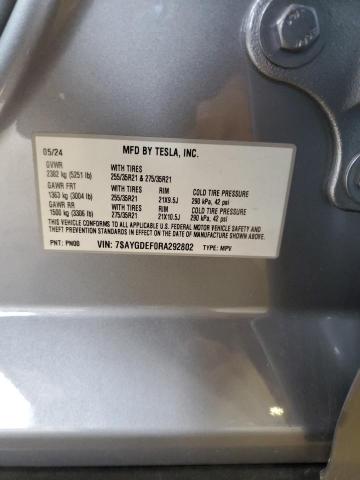 05/24 MFD BY TESLA, INC.
GVWR WITH TIRES
2382 kg (5251 lb) 255/35R21 & 275/35R21
GAWR FRT WITH TIRES RIM COLD TIRE PRESSURE
1363 kg (3004 lb) 255/35R21 21X9.5J 290 kPa, 42 psi
GAWR RR WITH TIRES RIM COLD TIRE PRESSURE
1500 kg (3306 lb) 275/35R21 21X10.5J 290 kPa, 42 psi
THIS VEHICLE CONFORMS TO ALL APPLICABLE U.S. FEDERAL MOTOR VEHICLE SAFETY AND
THEFT PREVENTION STANDARDS IN EFFECT ON THE DATE OF MANUFACTURE SHOWN ABOVE.
PNT: PN00 VIN: 7SAYGDEF0RA292802 TYPE: MPV